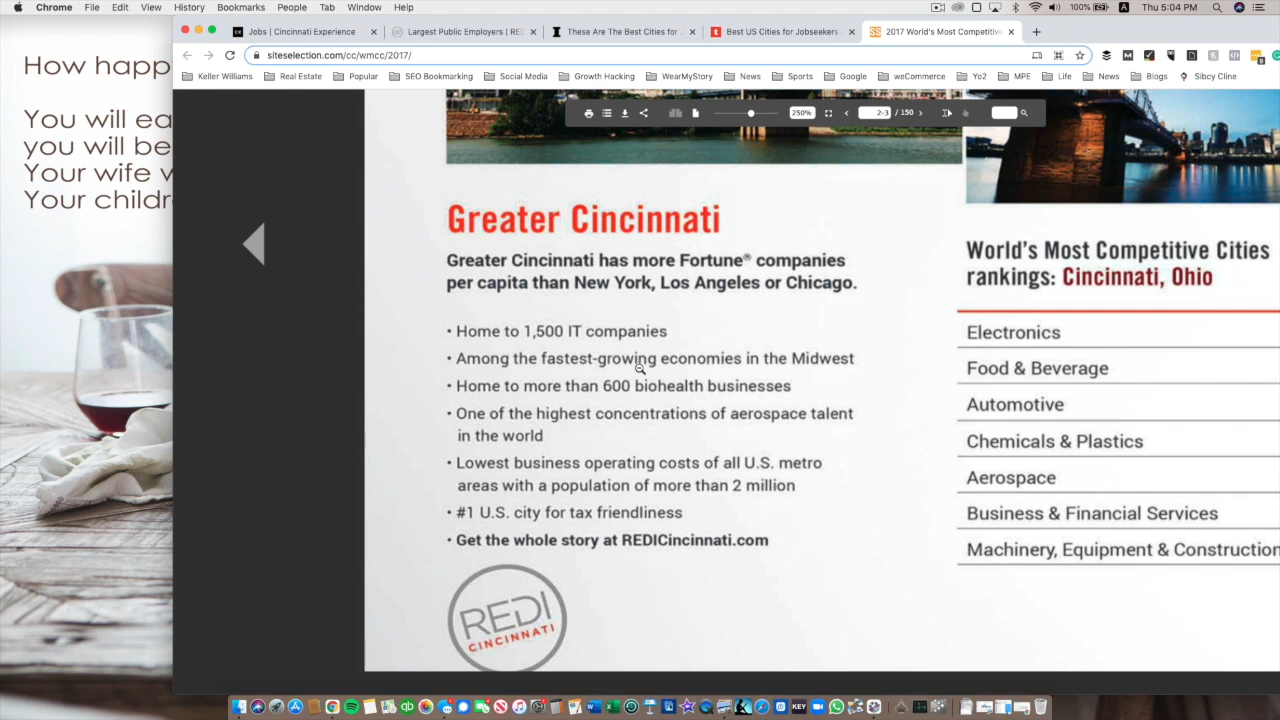 Chrome File Edit View History Bookmarks People Tab Window Help 100% Thu 5:04 PM
Jobs | Cincinnati Experience
Largest Public Employers | RE
These Are The Best Cities for
Best US Cities for Jobseekers
2017 World's Most Competitive
siteselection.com/cc/wmcc/2017/
Keller Williams Real Estate Popular SEO Bookmarking Social Media Growth Hacking WearMyStory News Sports Google weCommerce Yo2 MPE Life News Blogs Sibcy Cline
250% 2-3 / 150
How happ
You will ea
you will be
Your wife w
Your childr
Greater Cincinnati
Greater Cincinnati has more Fortune® companies
per capita than New York, Los Angeles or Chicago.
• Home to 1,500 IT companies
• Among the fastest-growing economies in the Midwest
• Home to more than 600 biohealth businesses
• One of the highest concentrations of aerospace talent
in the world
• Lowest business operating costs of all U.S. metro
areas with a population of more than 2 million
• #1 U.S. city for tax friendliness
• Get the whole story at REDICincinnati.com
REDI
CINCINNATI
World's Most Competitive Cities
rankings: Cincinnati, Ohio
Electronics
Food & Beverage
Automotive
Chemicals & Plastics
Aerospace
Business & Financial Services
Machinery, Equipment & Construction
KEY